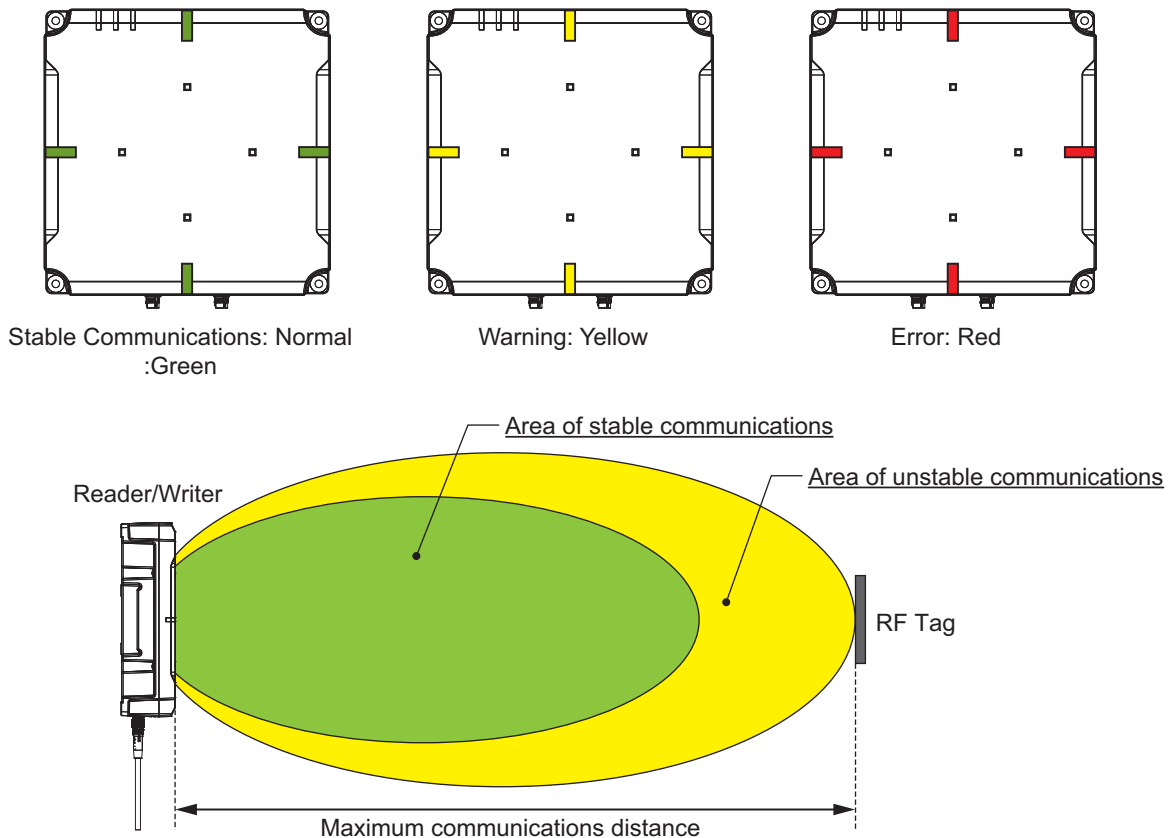 Stable Communications: Normal
:Green
Warning: Yellow
Error: Red
Area of stable communications
Area of unstable communications
Reader/Writer
RF Tag
Maximum communications distance